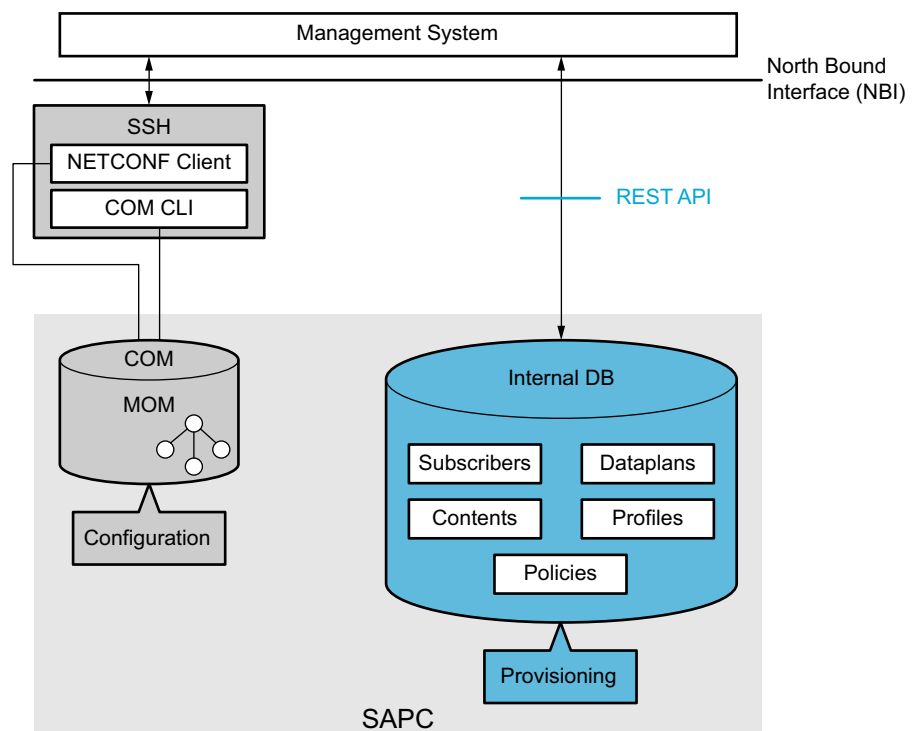 Management System
North Bound
Interface (NBI)
SSH
NETCONF Client
COM CLI
REST API
COM
MOM
Configuration
Internal DB
Subscribers
Dataplans
Contents
Profiles
Policies
Provisioning
SAPC